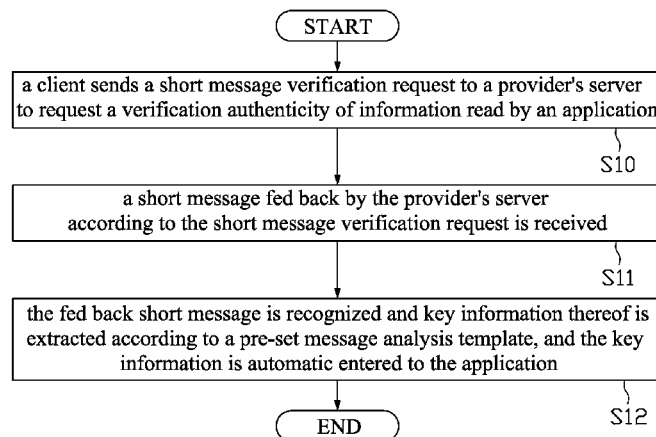 START
a client sends a short message verification request to a provider's server
to request a verification authenticity of information read by an application
S10
a short message fed back by the provider's server
according to the short message verification request is received
S11
the fed back short message is recognized and key information thereof is
extracted according to a pre-set message analysis template, and the key
information is automatic entered to the application
S12
END